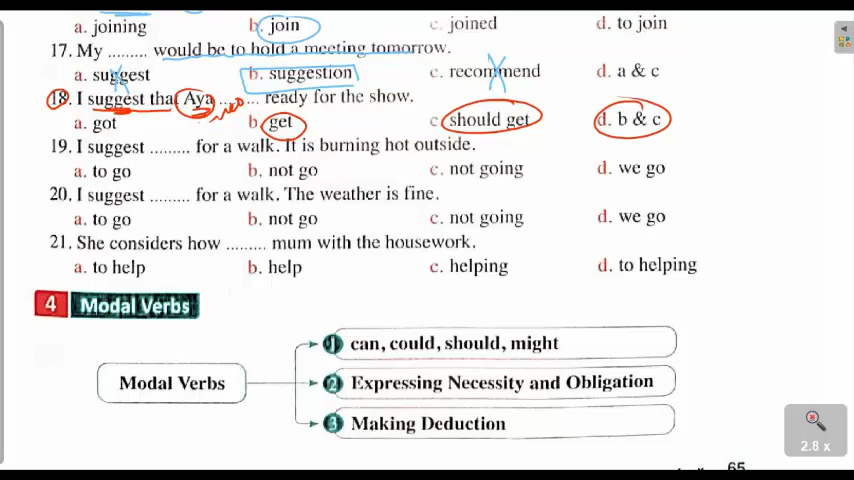 a. joining b. join c. joined d. to join
17. My ......... would be to hold a meeting tomorrow.
a. suggest b. suggestion c. recommend d. a & c
18. I suggest that Aya ......... ready for the show.
a. got b. get c. should get d. b & c
19. I suggest ......... for a walk. It is burning hot outside.
a. to go b. not go c. not going d. we go
20. I suggest ......... for a walk. The weather is fine.
a. to go b. not go c. not going d. we go
21. She considers how ......... mum with the housework.
a. to help b. help c. helping d. to helping
4 Modal Verbs
1 can, could, should, might
Modal Verbs
2 Expressing Necessity and Obligation
3 Making Deduction
2.8 x
65